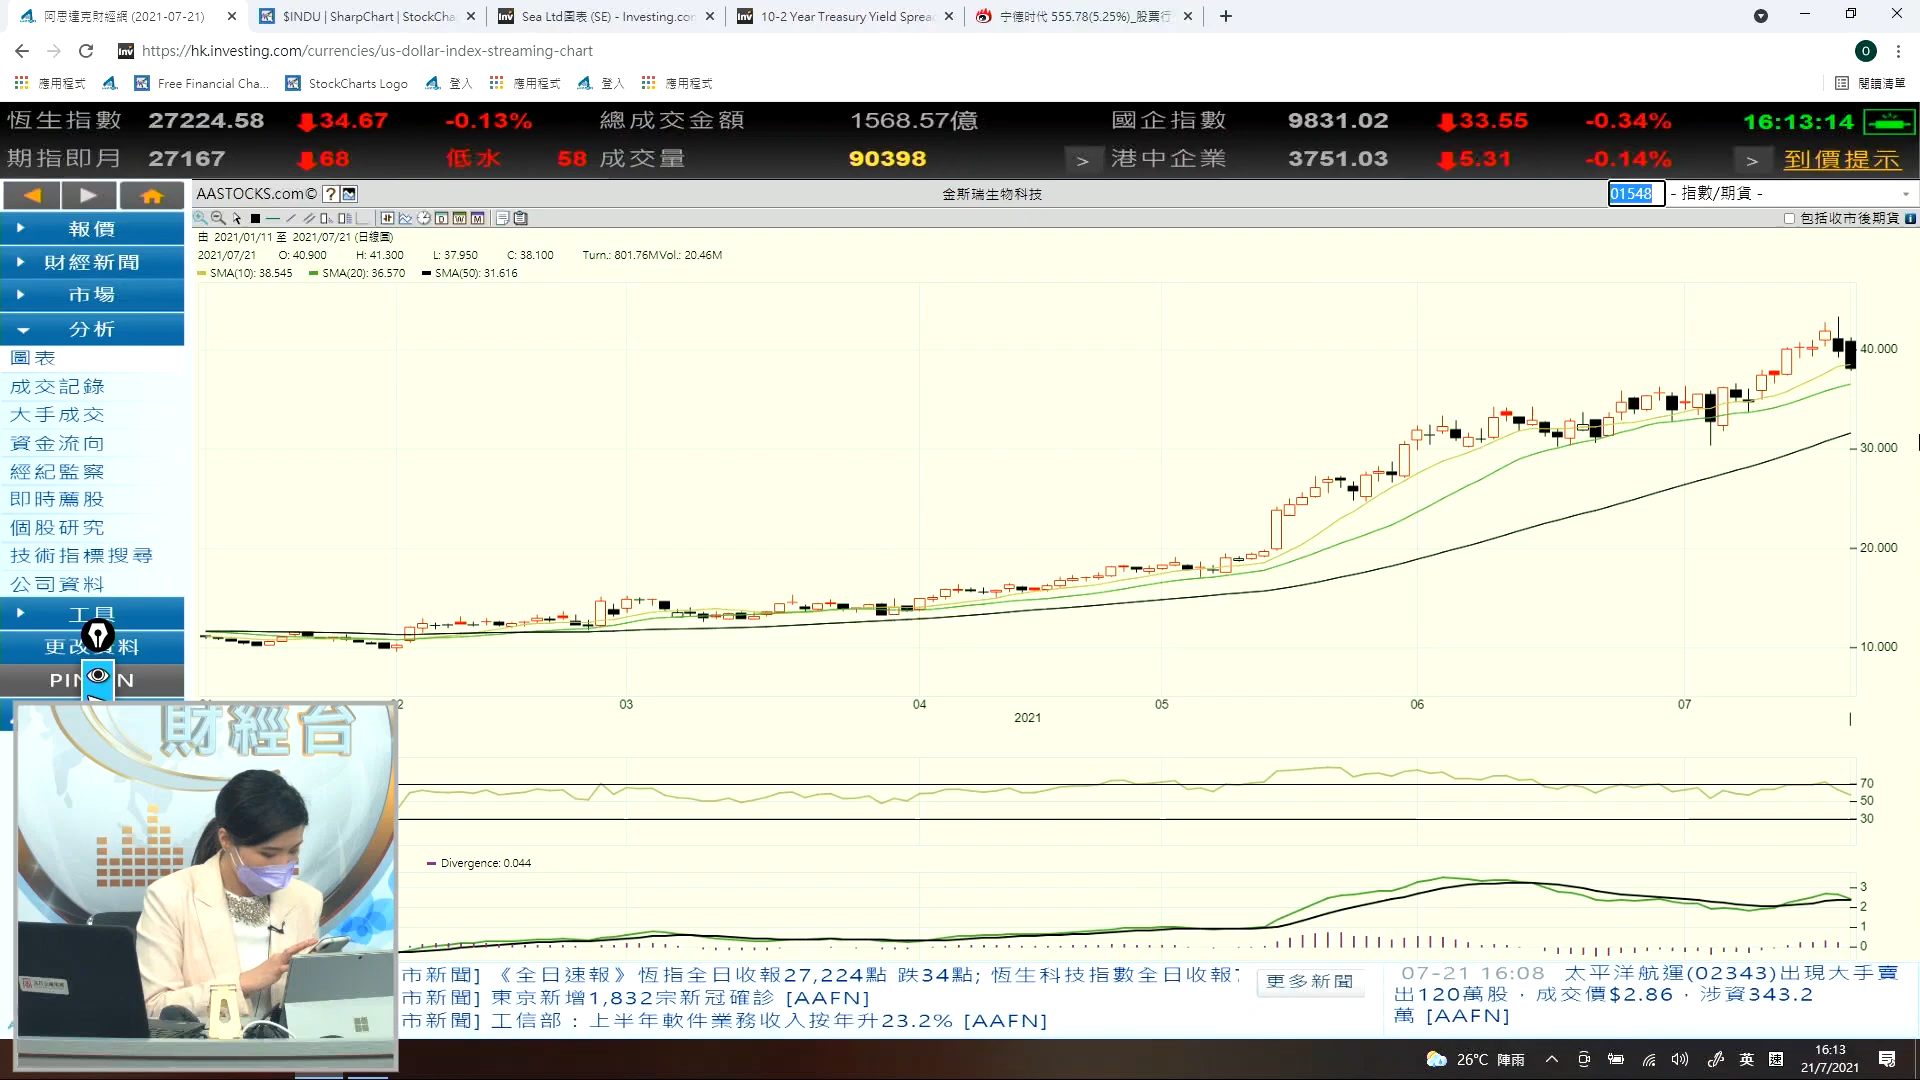 阿思達克財經網 (2021-07-21)
$INDU | SharpChart | StockCha
Sea Ltd圖表 (SE) - Investing.com
10-2 Year Treasury Yield Sprea
宁德时代 555.78(5.25%)_股票行
https://hk.investing.com/currencies/us-dollar-index-streaming-chart
O
應用程式
Free Financial Cha...
StockCharts Logo
登入
應用程式
登入
應用程式
閱讀清單
恆生指數 27224.58 34.67 -0.13% 總成交金額 1568.57億 國企指數 9831.02 33.55 -0.34% 16:13:14
期指即月 27167 68 低水 58 成交量 90398 > 港中企業 3751.03 5.31 -0.14% > 到價提示
AASTOCKS.com© ? 金斯瑞生物科技 01548 - 指數/期貨 -
包括收市後期貨
由 2021/01/11 至 2021/07/21 (日線圖)
2021/07/21 O: 40.900 H: 41.300 L: 37.950 C: 38.100 Turn.: 801.76M Vol.: 20.46M
SMA(10): 38.545 SMA(20): 36.570 SMA(50): 31.616
報價
財經新聞
市場
分析
圖表
成交記錄
大手成交
資金流向
經紀監察
即時薦股
個股研究
技術指標搜尋
公司資料
工具
40.000
30.000
20.000
10.000
03 04 05 06 07
2021
70
50
30
Divergence: 0.044
3
2
1
0
財經台
市新聞] 《全日速報》恆指全日收報27,224點 跌34點; 恆生科技指數全日收報
市新聞] 東京新增1,832宗新冠確診 [AAFN]
市新聞] 工信部：上半年軟件業務收入按年升23.2% [AAFN]
更多新聞
07-21 16:08 太平洋航運(02343)出現大手賣
出120萬股，成交價$2.86，涉資343.2
萬 [AAFN]
26°C 陣雨
英
16:13
21/7/2021